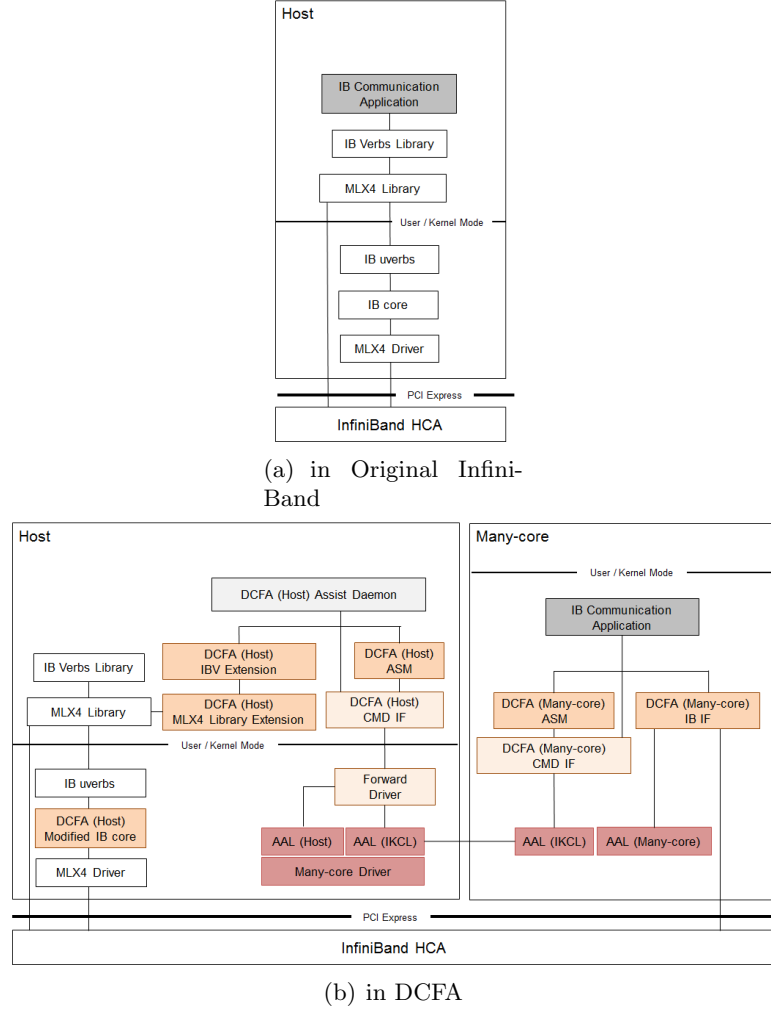 Host
IB Communication
Application
IB Verbs Library
MLX4 Library
User / Kernel Mode
IB uverbs
IB core
MLX4 Driver
PCI Express
InfiniBand HCA
(a) in Original Infini-
Band
Host
DCFA (Host) Assist Daemon
IB Verbs Library
DCFA (Host)
IBV Extension
DCFA (Host)
ASM
MLX4 Library
DCFA (Host)
MLX4 Library Extension
DCFA (Host)
CMD IF
User / Kernel Mode
IB uverbs
Forward
Driver
DCFA (Host)
Modified IB core
AAL (Host)
AAL (IKCL)
MLX4 Driver
Many-core Driver
Many-core
User / Kernel Mode
IB Communication
Application
DCFA (Many-core)
ASM
DCFA (Many-core)
IB IF
DCFA (Many-core)
CMD IF
AAL (IKCL)
AAL (Many-core)
PCI Express
InfiniBand HCA
(b) in DCFA